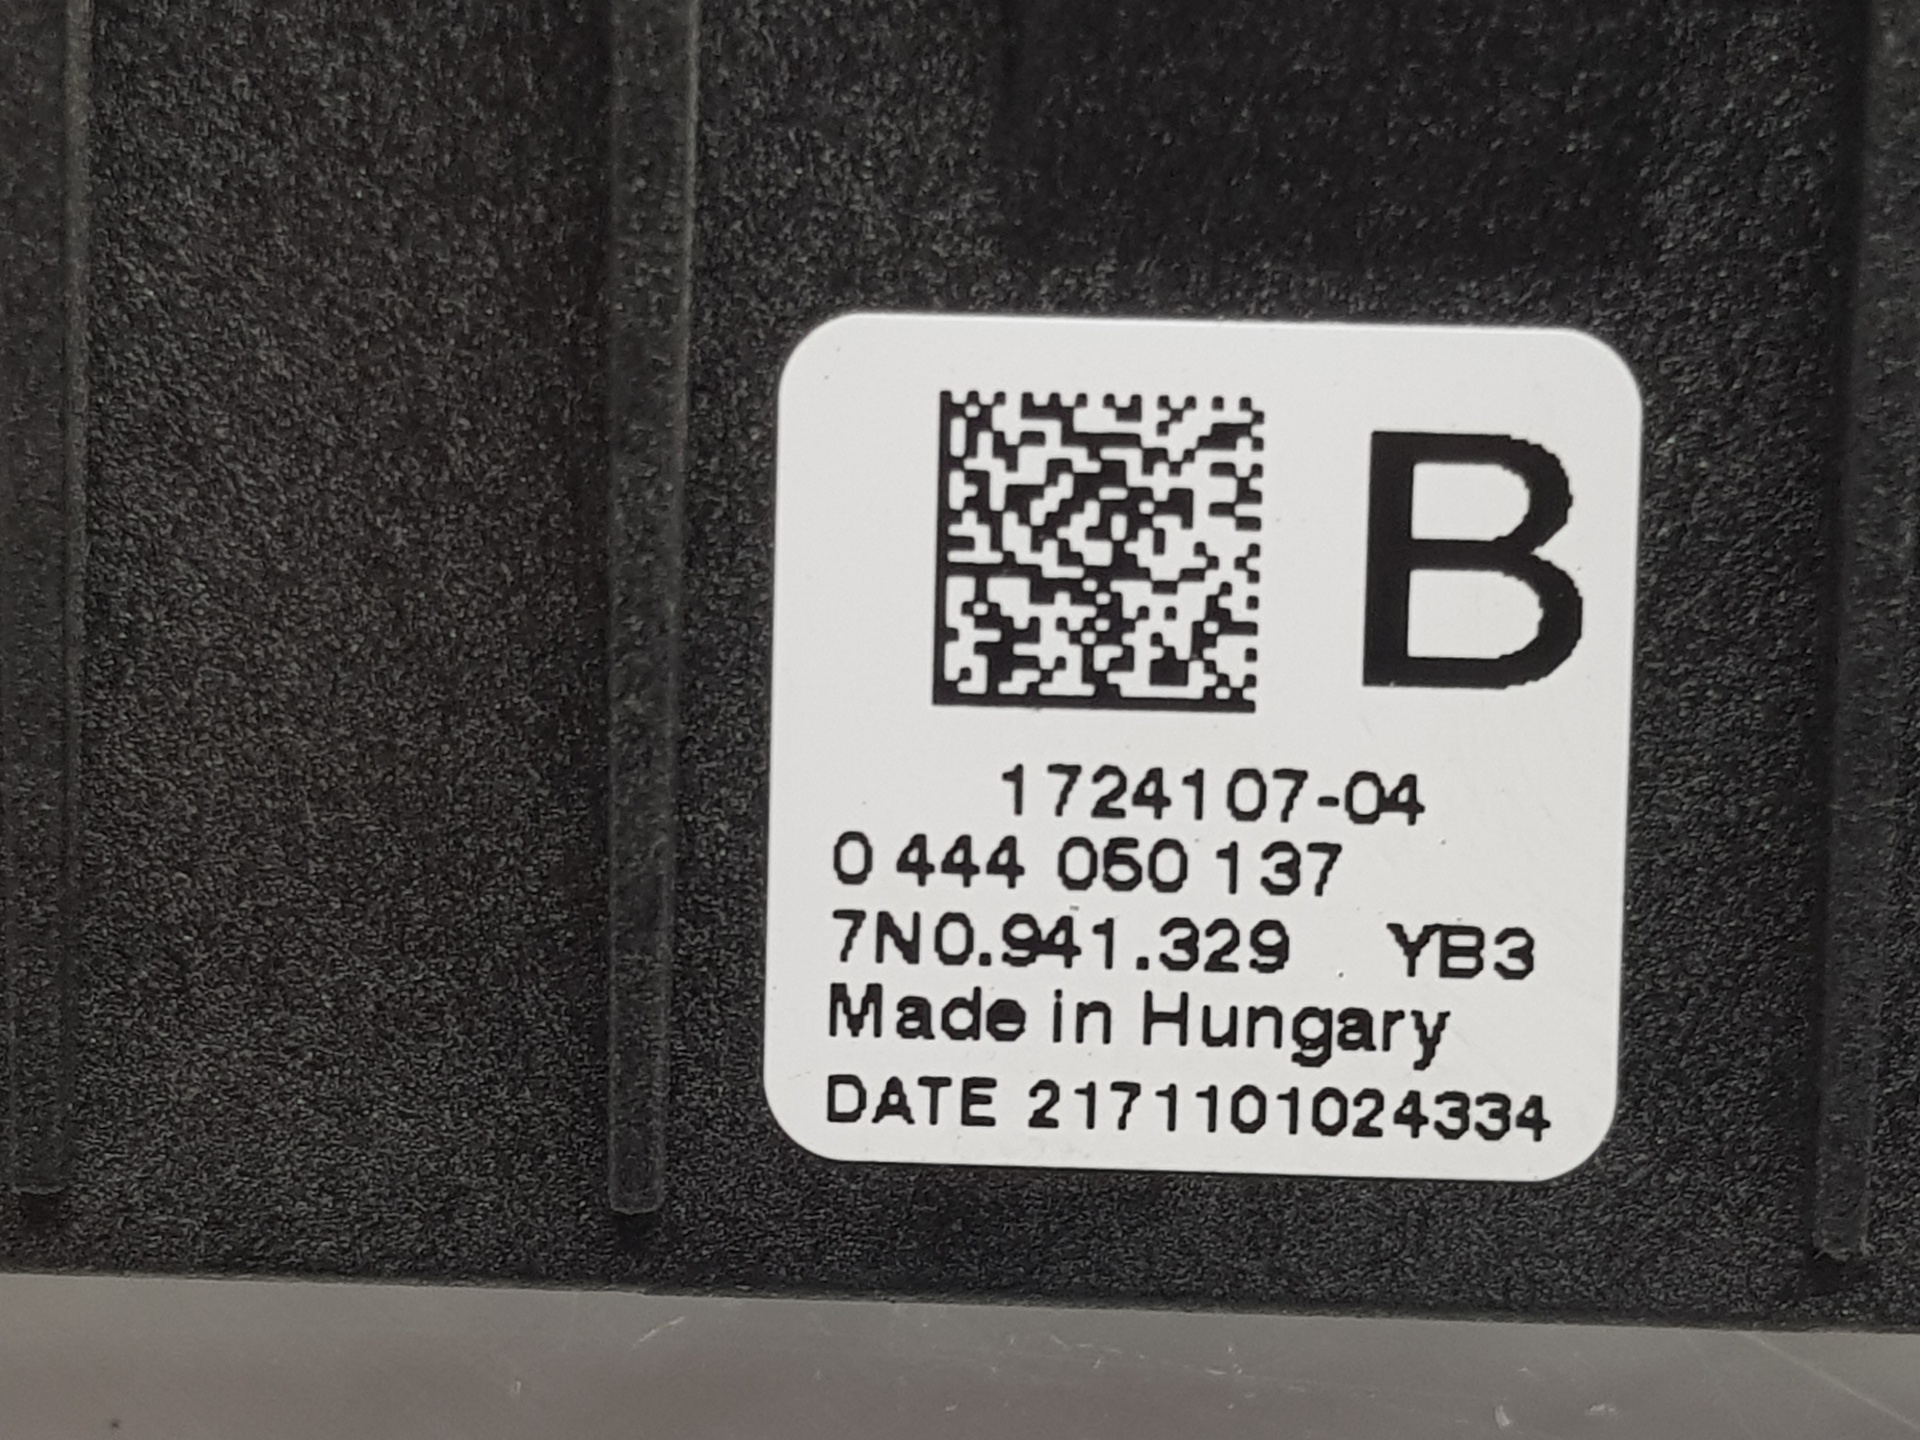 B
1724107-04
0 444 050 137
7N0.941.329 YB3
Made in Hungary
DATE 2171101024334